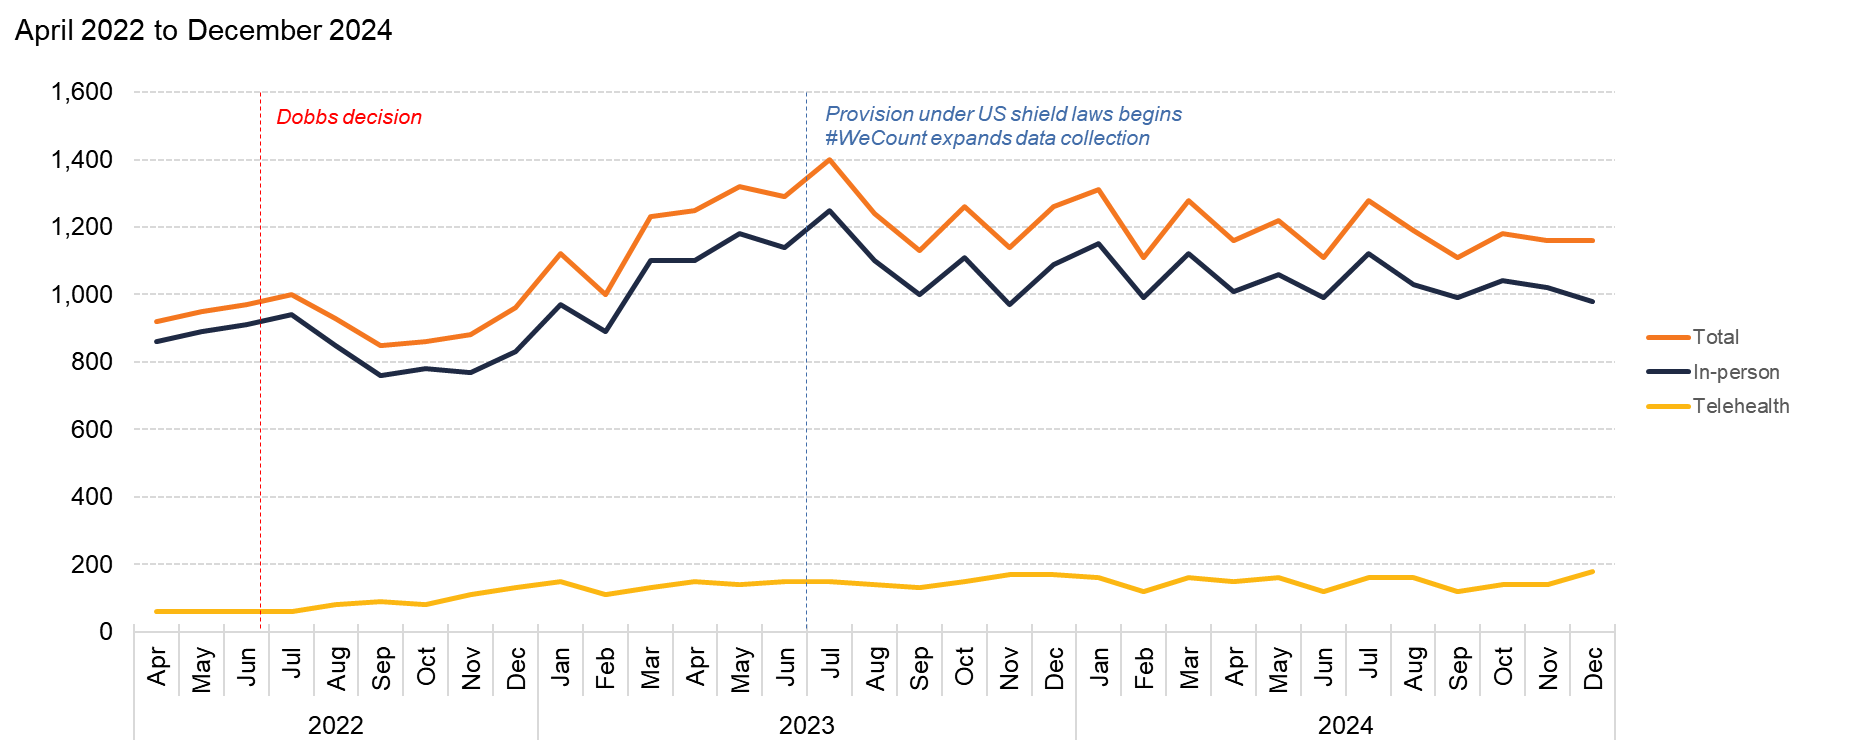 April 2022 to December 2024
1,600
1,400
1,200
1,000
800
600
400
200
0
Dobbs decision
Provision under US shield laws begins
#WeCount expands data collection
Total
In-person
Telehealth
Apr May Jun Jul Aug Sep Oct Nov Dec Jan Feb Mar Apr May Jun Jul Aug Sep Oct Nov Dec Jan Feb Mar Apr May Jun Jul Aug Sep Oct Nov Dec
2022 2023 2024